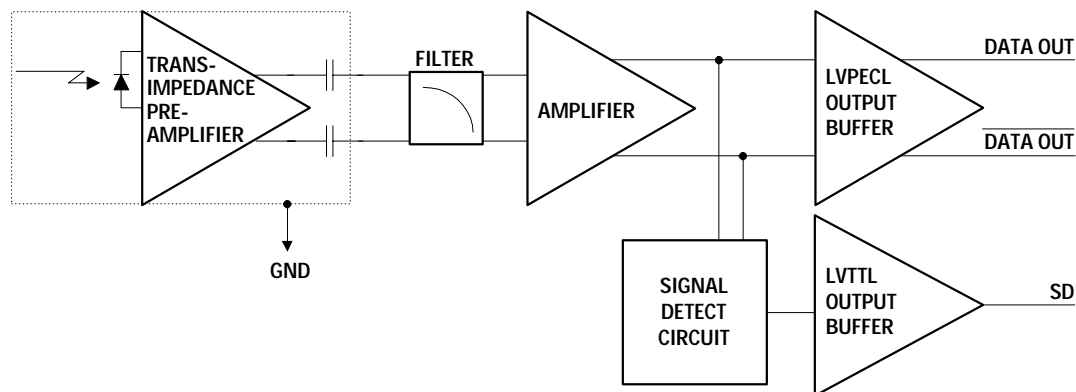 TRANS-
IMPEDANCE
PRE-
AMPLIFIER
FILTER
AMPLIFIER
LVPECL
OUTPUT
BUFFER
DATA OUT
DATA OUT
GND
SIGNAL
DETECT
CIRCUIT
LVTTL
OUTPUT
BUFFER
SD